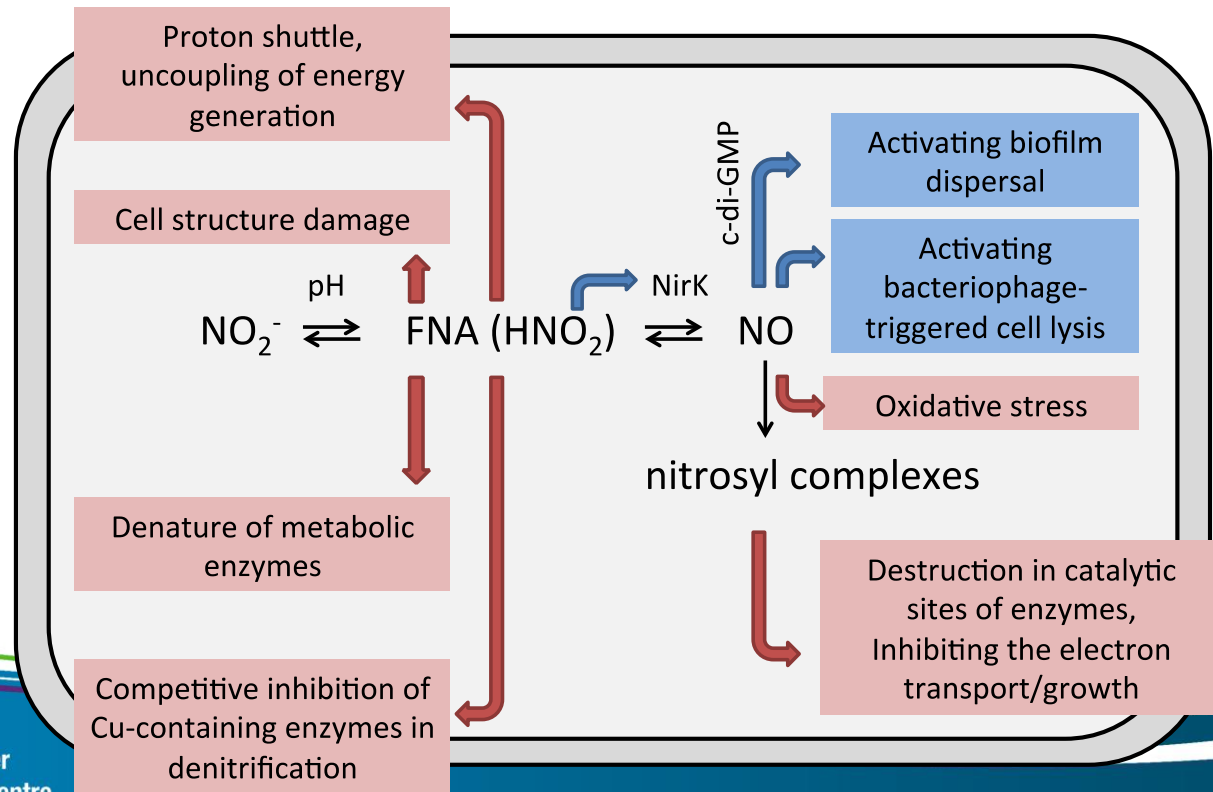 Proton shuttle,
uncoupling of energy
generation
Cell structure damage
pH
NO₂⁻ ⇌ FNA (HNO₂) ⇌ NO
NirK
c-di-GMP
Activating biofilm
dispersal
Activating
bacteriophage-
triggered cell lysis
Oxidative stress
nitrosyl complexes
Denature of metabolic
enzymes
Destruction in catalytic
sites of enzymes,
Inhibiting the electron
transport/growth
Competitive inhibition of
Cu-containing enzymes in
denitrification